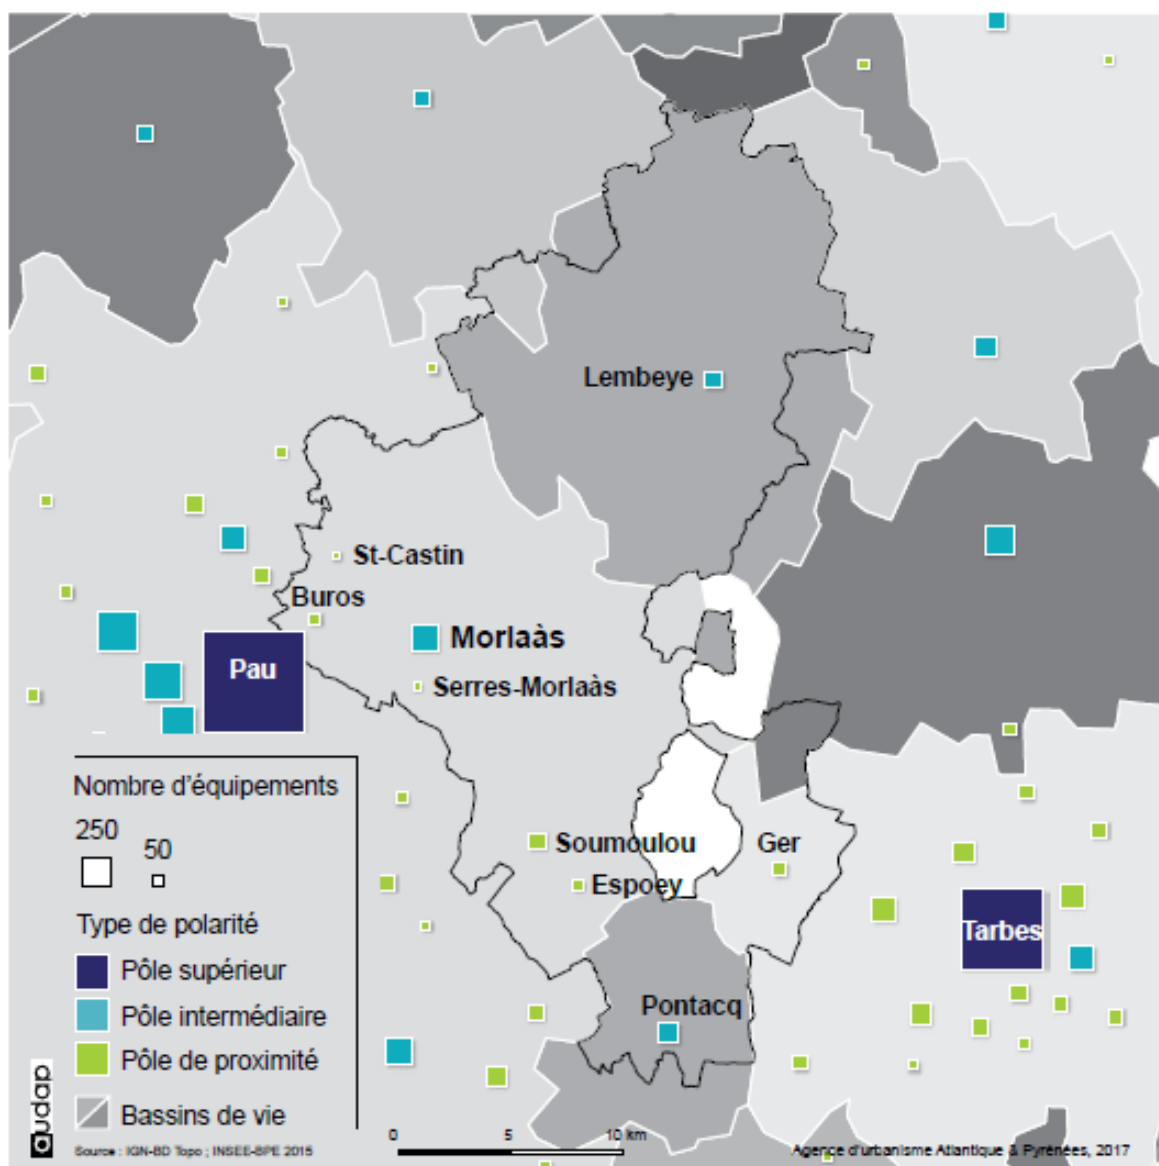 Lembeye
St-Castin
Buros
Morlaàs
Pau
Serres-Morlaàs
Nombre d'équipements
250
50
Soumoulou
Ger
Espoey
Type de polarité
Tarbes
Pôle supérieur
Pontacq
Pôle intermédiaire
Pôle de proximité
Bassins de vie
audap
0 5 10 km
Source : IGN-BD Topo ; INSEE-BPE 2015
Agence d'urbanisme Atlantique & Pyrénées, 2017